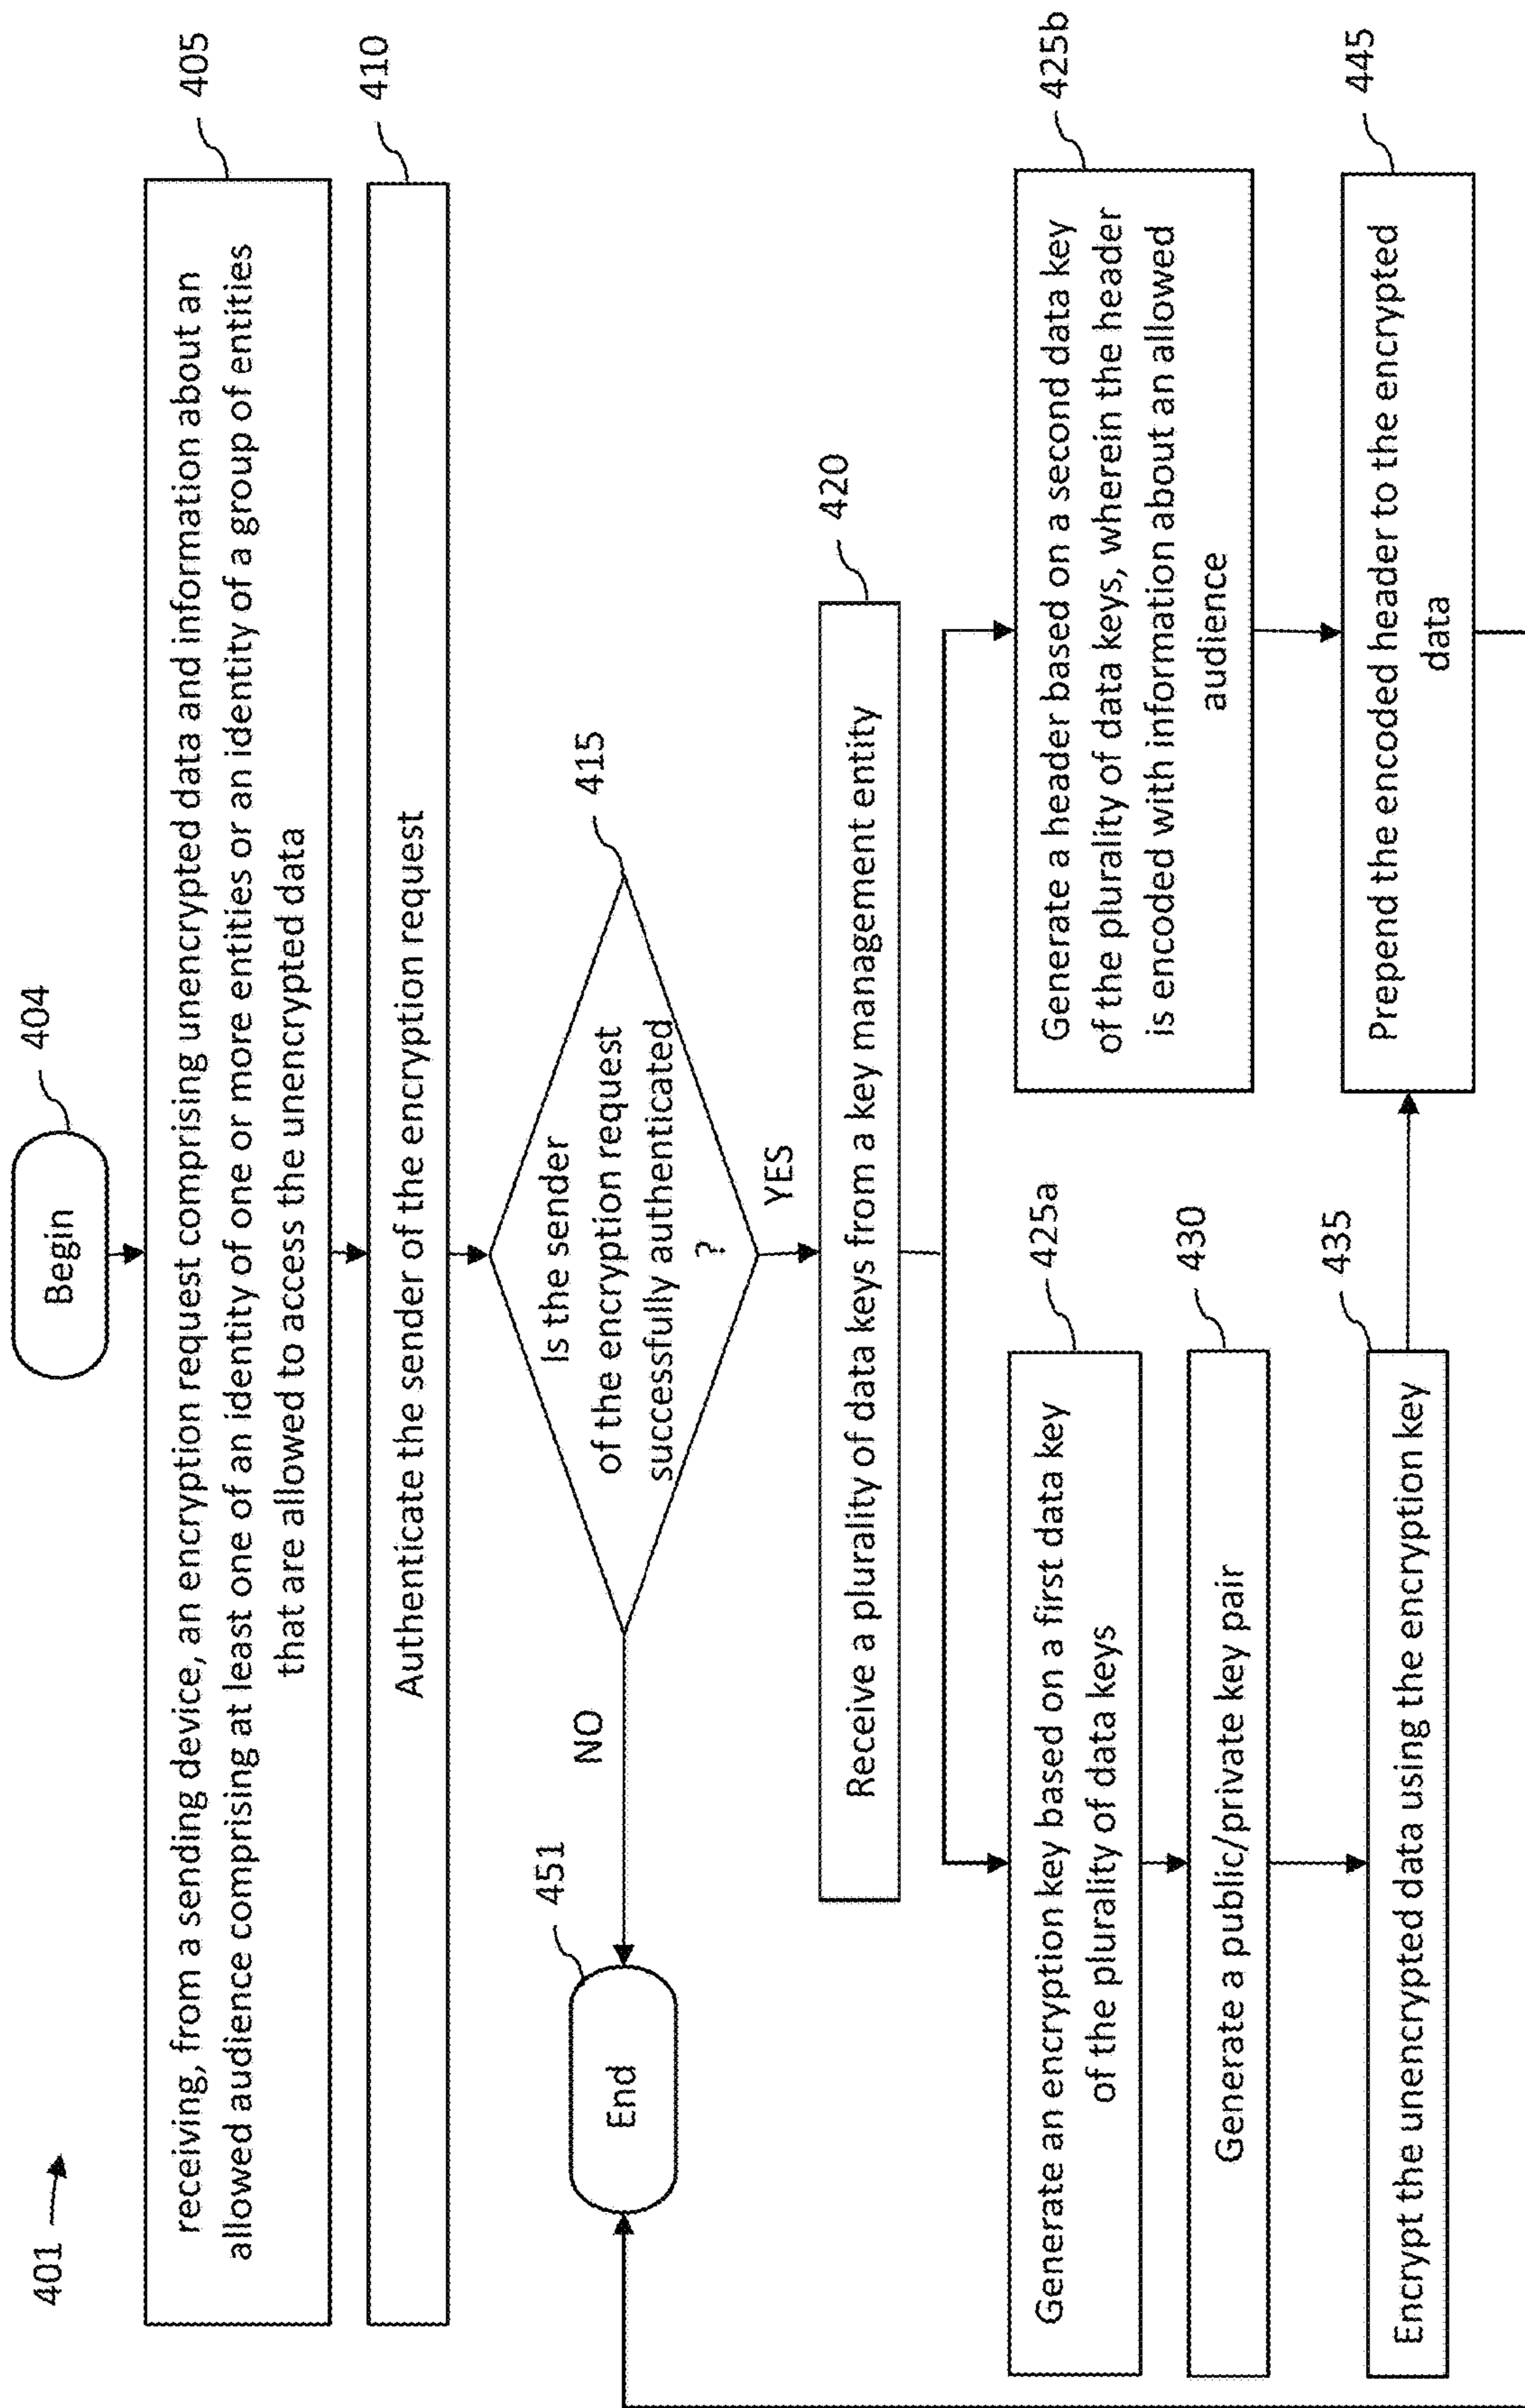 401
Begin
404
receiving, from a sending device, an encryption request comprising unencrypted data and information about an
allowed audience comprising at least one of an identity of one or more entities or an identity of a group of entities
that are allowed to access the unencrypted data
405
Authenticate the sender of the encryption request
410
Is the sender
of the encryption request
successfully authenticated
?
415
NO
YES
End
451
Receive a plurality of data keys from a key management entity
420
Generate an encryption key based on a first data key
of the plurality of data keys
425a
Generate a header based on a second data key
of the plurality of data keys, wherein the header
is encoded with information about an allowed
audience
425b
Generate a public/private key pair
430
Encrypt the unencrypted data using the encryption key
435
Prepend the encoded header to the encrypted
data
445